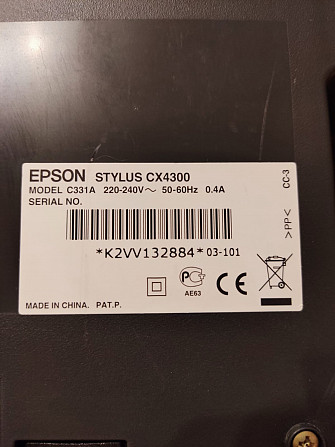 EPSON STYLUS CX4300
MODEL C331A 220-240V～ 50-60Hz 0.4A
SERIAL NO.
*K2VV132884*03-101
AE63
CE
MADE IN CHINA. PAT.P.
CC-3
>PP<